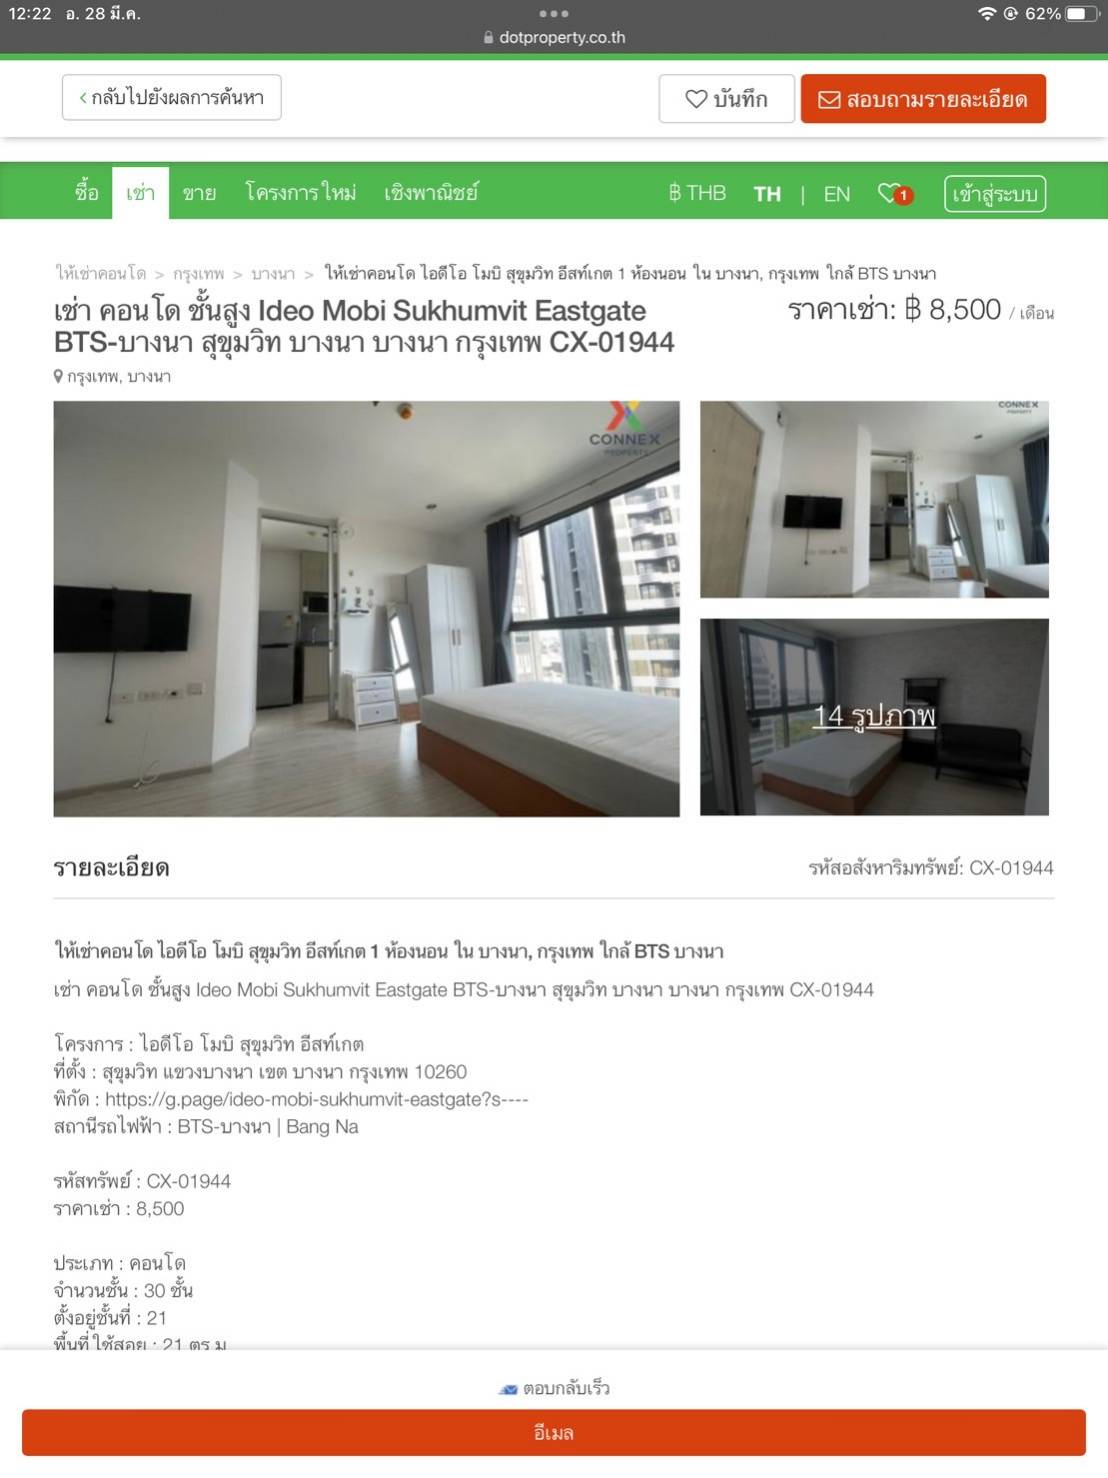 12:22 อ. 28 มี.ค.
62%
dotproperty.co.th
< กลับไปยังผลการค้นหา
บันทึก
สอบถามรายละเอียด
ซื้อ เช่า ขาย โครงการใหม่ เชิงพาณิชย์ ฿ THB TH | EN 1 เข้าสู่ระบบ
ให้เช่าคอนโด > กรุงเทพ > บางนา > ให้เช่าคอนโด ไอดีโอ โมบิ สุขุมวิท อีสท์เกต 1 ห้องนอน ใน บางนา, กรุงเทพ ใกล้ BTS บางนา
เช่า คอนโด ชั้นสูง Ideo Mobi Sukhumvit Eastgate
BTS-บางนา สุขุมวิท บางนา บางนา กรุงเทพ CX-01944
ราคาเช่า: ฿ 8,500 / เดือน
กรุงเทพ, บางนา
CONNEX
PROPERTY
CONNEX
PROPERTY
14 รูปภาพ
รายละเอียด
รหัสอสังหาริมทรัพย์: CX-01944
ให้เช่าคอนโด ไอดีโอ โมบิ สุขุมวิท อีสท์เกต 1 ห้องนอน ใน บางนา, กรุงเทพ ใกล้ BTS บางนา
เช่า คอนโด ชั้นสูง Ideo Mobi Sukhumvit Eastgate BTS-บางนา สุขุมวิท บางนา บางนา กรุงเทพ CX-01944
โครงการ : ไอดีโอ โมบิ สุขุมวิท อีสท์เกต
ที่ตั้ง : สุขุมวิท แขวงบางนา เขต บางนา กรุงเทพ 10260
พิกัด : https://g.page/ideo-mobi-sukhumvit-eastgate?s----
สถานีรถไฟฟ้า : BTS-บางนา | Bang Na
รหัสทรัพย์ : CX-01944
ราคาเช่า : 8,500
ประเภท : คอนโด
จำนวนชั้น : 30 ชั้น
ตั้งอยู่ชั้นที่ : 21
พื้นที่ใช้สอย : 21 ตร.ม
ตอบกลับเร็ว
อีเมล